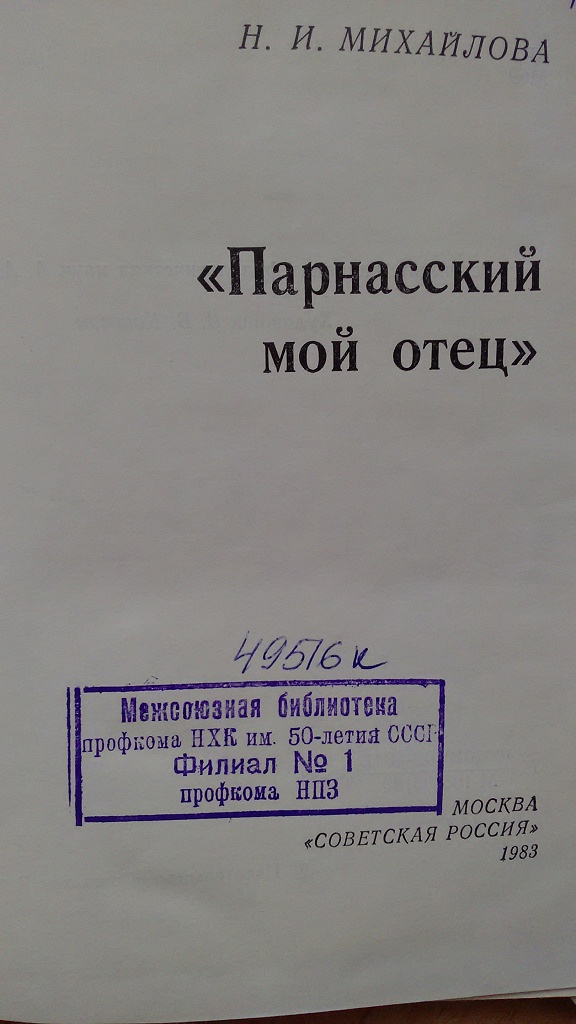 Н. И. МИХАЙЛОВА
«Парнасский
мой отец»
49516 к
Межсоюзная библиотека
профкома НХК им. 50-летия СССР
Филиал № 1
профкома НПЗ
МОСКВА
«СОВЕТСКАЯ РОССИЯ»
1983